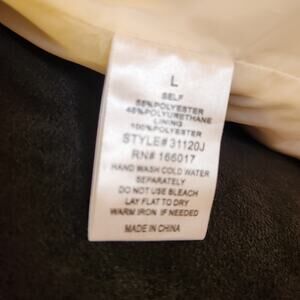 L
SELF
55%POLYESTER
45%POLYURETHANE
LINING
100%POLYESTER
STYLE#31120J
RN# 166017
HAND WASH COLD WATER
SEPARATELY
DO NOT USE BLEACH
LAY FLAT TO DRY
WARM IRON IF NEEDED
MADE IN CHINA